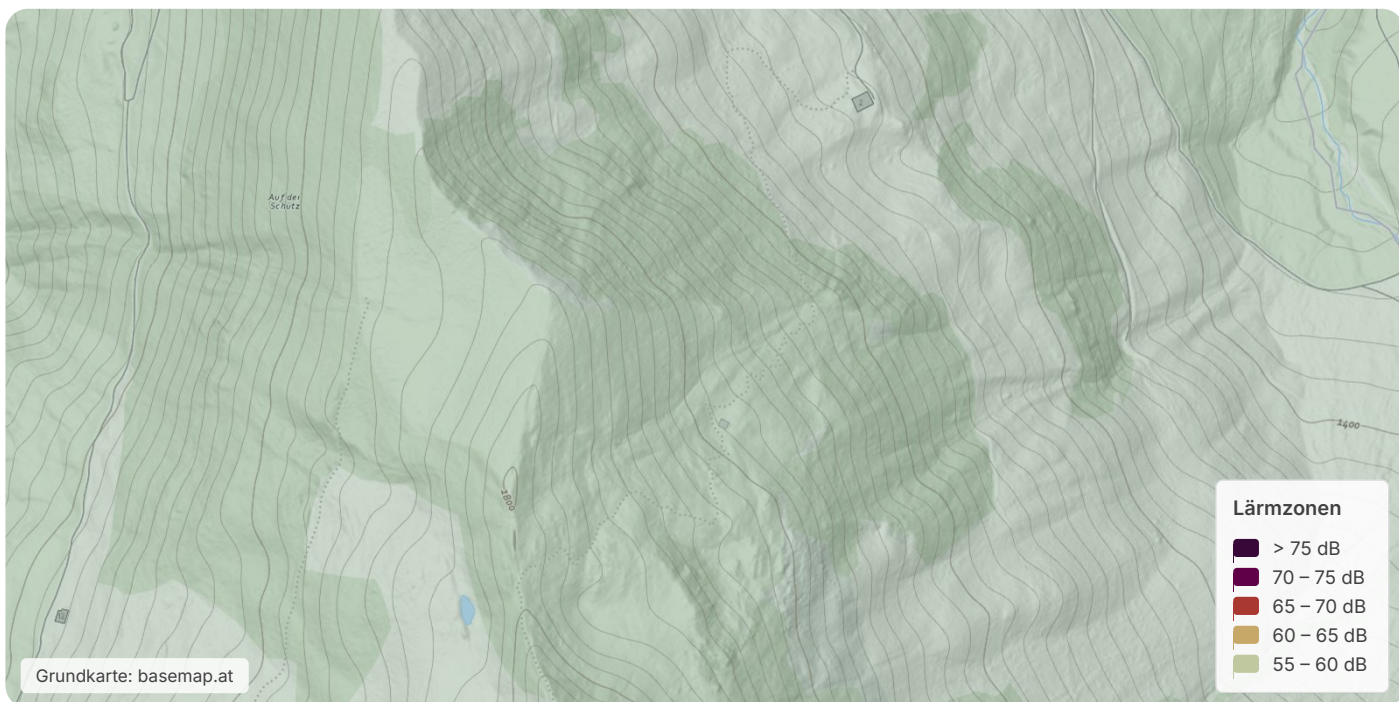 Auf der
Schütz
1400
1800
Lärmzonen
> 75 dB
70 – 75 dB
65 – 70 dB
60 – 65 dB
55 – 60 dB
Grundkarte: basemap.at